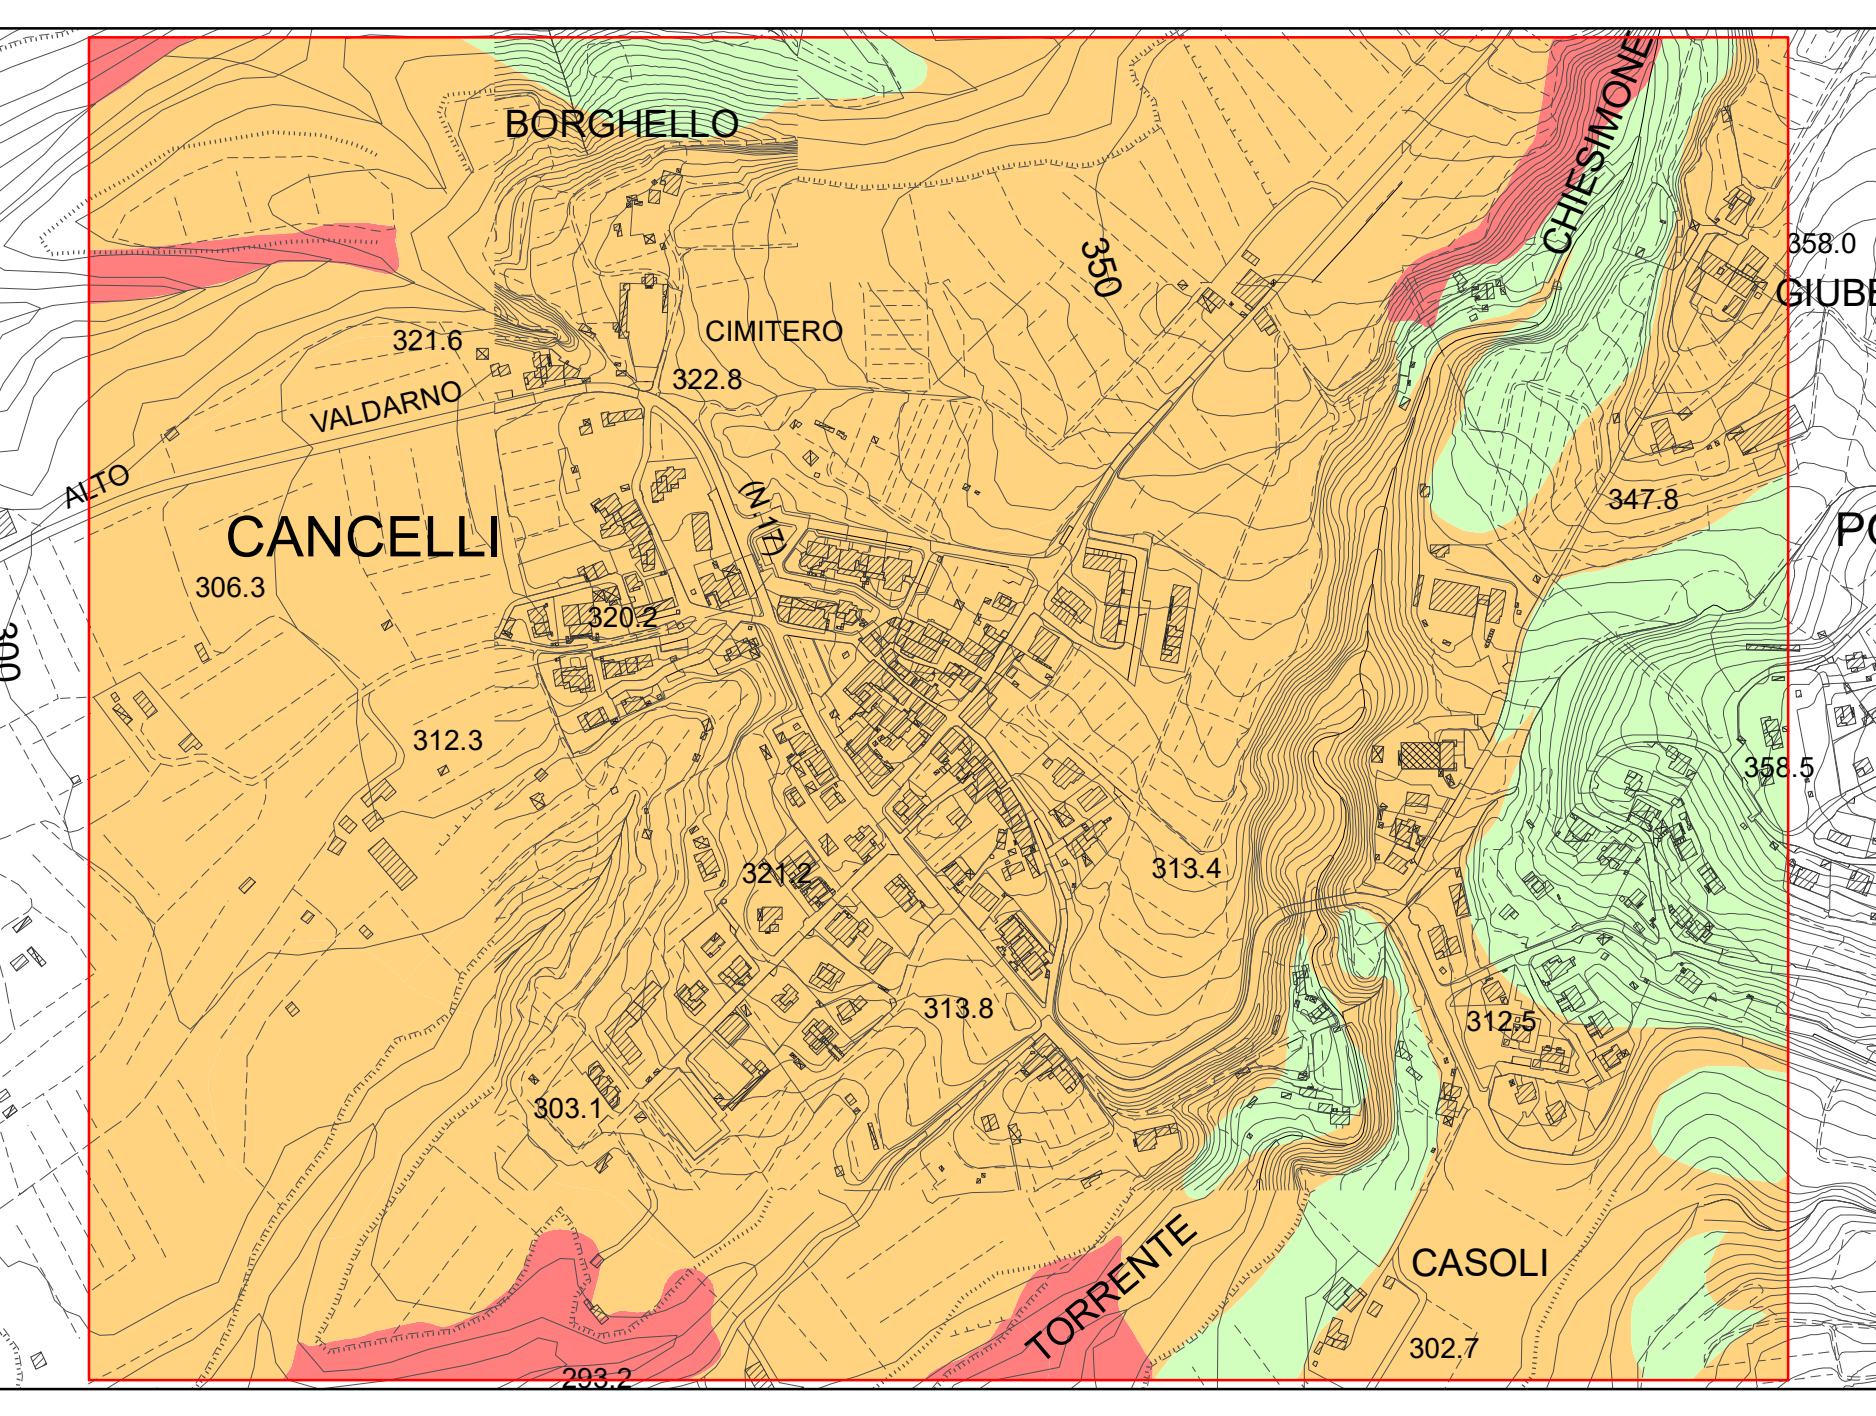 BORGHELLO
CHIESIMONE
350
358.0
GIUBE
321.6
CIMITERO
322.8
VALDARNO
ALTO
(N.17)
347.8
CANCELLI
PO
306.3
320.2
300
312.3
358.5
321.2
313.4
313.8
312.5
303.1
TORRENTE
CASOLI
302.7
293.2